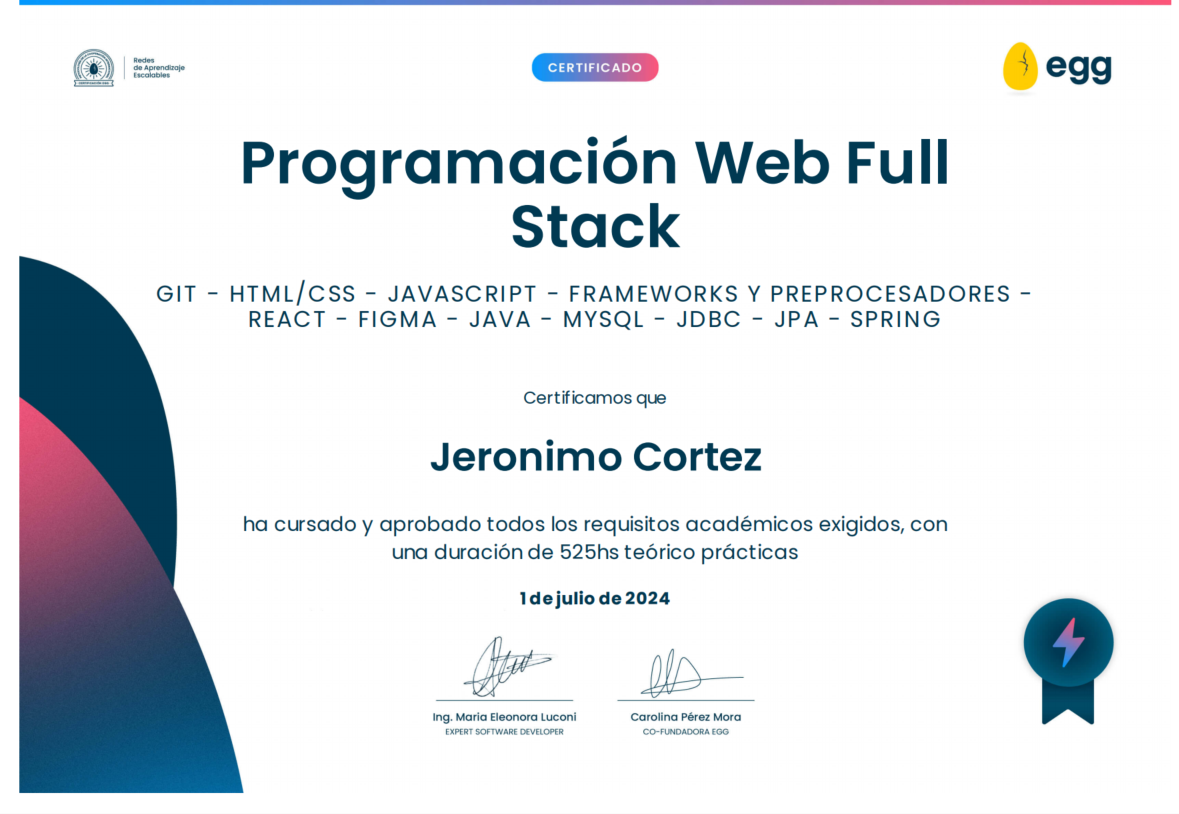 Redes
de Aprendizaje
Escalables
CERTIFICADO
egg
Programación Web Full
Stack
GIT - HTML/CSS - JAVASCRIPT - FRAMEWORKS Y PREPROCESADORES -
REACT - FIGMA - JAVA - MYSQL - JDBC - JPA - SPRING
Certificamos que
Jeronimo Cortez
ha cursado y aprobado todos los requisitos académicos exigidos, con
una duración de 525hs teórico prácticas
1 de julio de 2024
Ing. Maria Eleonora Luconi
EXPERT SOFTWARE DEVELOPER
Carolina Pérez Mora
CO-FUNDADORA EGG